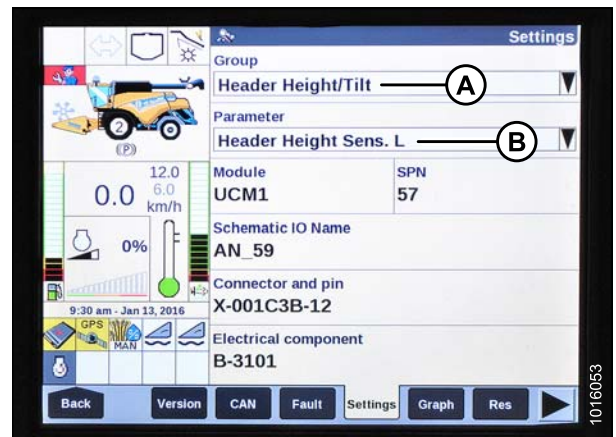 Settings
Group
Header Height/Tilt
A
Parameter
Header Height Sens. L
B
Module
UCM1
SPN
57
Schematic IO Name
AN_59
Connector and pin
X-001C3B-12
Electrical component
B-3101
2
(P)
12.0
0.0 6.0
km/h
0%
9:30 am - Jan 13, 2016
GPS
MAN
%
Back
Version
CAN
Fault
Settings
Graph
Res
1016053